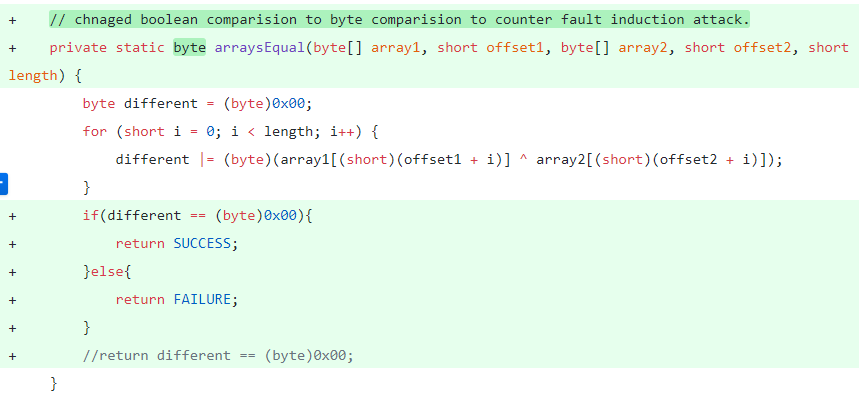 +    // chnaged boolean comparision to byte comparision to counter fault induction attack.
+    private static byte arraysEqual(byte[] array1, short offset1, byte[] array2, short offset2, short
length) {
        byte different = (byte)0x00;
        for (short i = 0; i < length; i++) {
            different |= (byte)(array1[(short)(offset1 + i)] ^ array2[(short)(offset2 + i)]);
        }
+        if(different == (byte)0x00){
+            return SUCCESS;
+        }else{
+            return FAILURE;
+        }
+        //return different == (byte)0x00;
    }